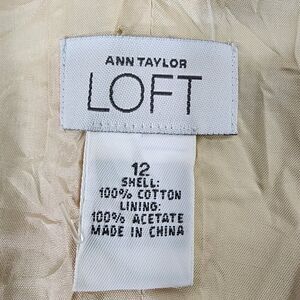 ANN TAYLOR
LOFT
12
SHELL:
100% COTTON
LINING:
100% ACETATE
MADE IN CHINA